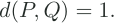 d(P, Q) = 1.